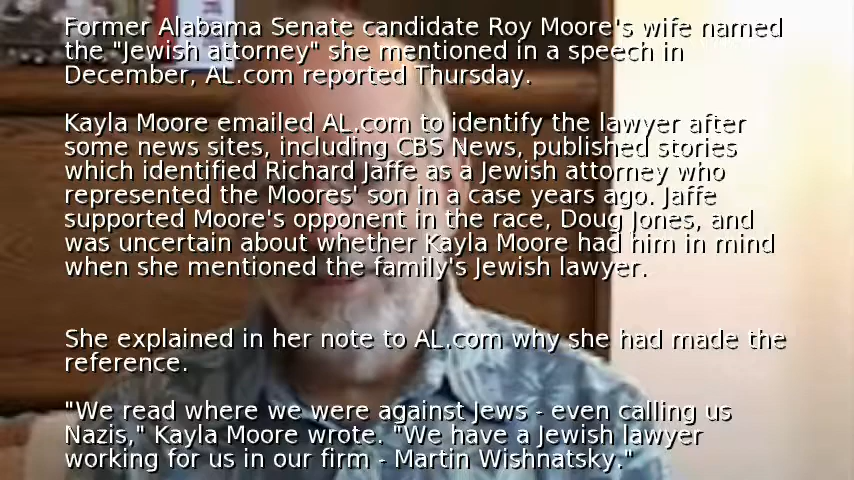 Former Alabama Senate candidate Roy Moore's wife named
the "Jewish attorney" she mentioned in a speech in
December, AL.com reported Thursday.
Kayla Moore emailed AL.com to identify the lawyer after
some news sites, including CBS News, published stories
which identified Richard Jaffe as a Jewish attorney who
represented the Moores' son in a case years ago. Jaffe
supported Moore's opponent in the race, Doug Jones, and
was uncertain about whether Kayla Moore had him in mind
when she mentioned the family's Jewish lawyer.
She explained in her note to AL.com why she had made the
reference.
"We read where we were against Jews - even calling us
Nazis," Kayla Moore wrote. "We have a Jewish lawyer
working for us in our firm - Martin Wishnatsky."